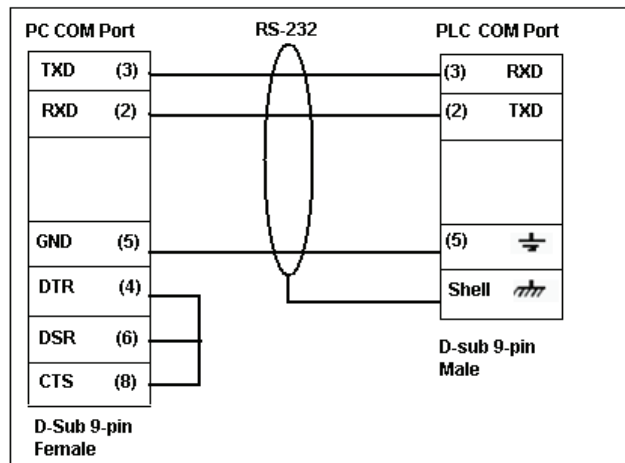 PC COM Port
RS-232
PLC COM Port
TXD (3)
(3) RXD
RXD (2)
(2) TXD
GND (5)
(5)
DTR (4)
Shell
DSR (6)
CTS (8)
D-sub 9-pin
Male
D-Sub 9-pin
Female